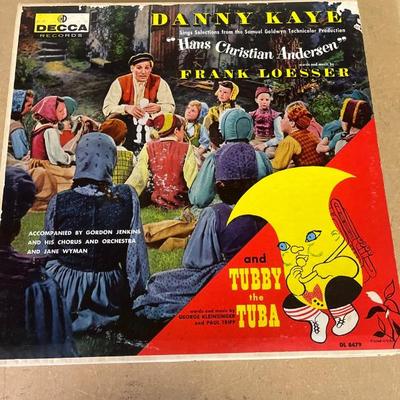 DECCA
RECORDS
DANNY KAYE
Sings Selections from the Samuel Goldwyn Technicolor Production
"Hans Christian Andersen"
words and music by
FRANK LOESSER
ACCOMPANIED BY GORDON JENKINS
AND HIS CHORUS AND ORCHESTRA
AND JANE WYMAN
and
TUBBY
the
TUBA
words and music by
GEORGE KLEINSINGER
and PAUL TRIPP
DL 8479